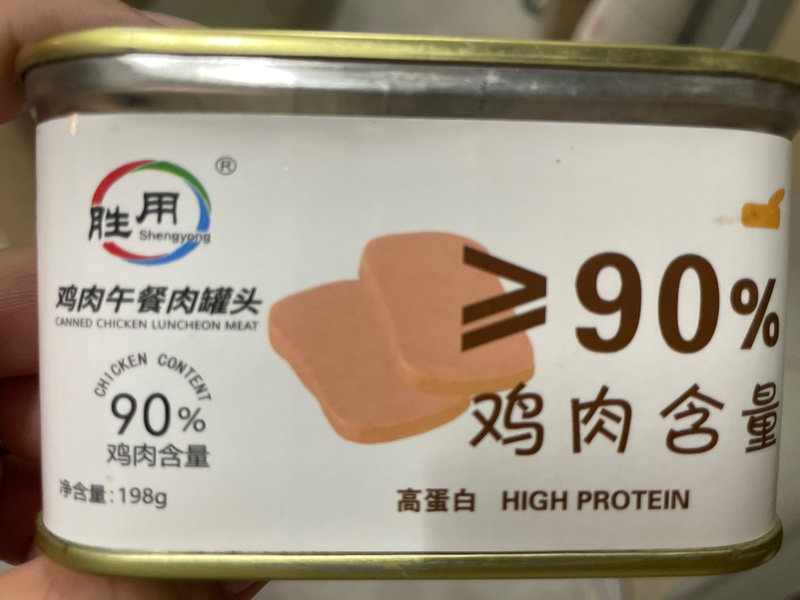 胜用
®
Shengyong
鸡肉午餐肉罐头
CANNED CHICKEN LUNCHEON MEAT
CHICKEN CONTENT
90%
鸡肉含量
净含量:198g
≥90%
鸡肉含量
高蛋白 HIGH PROTEIN